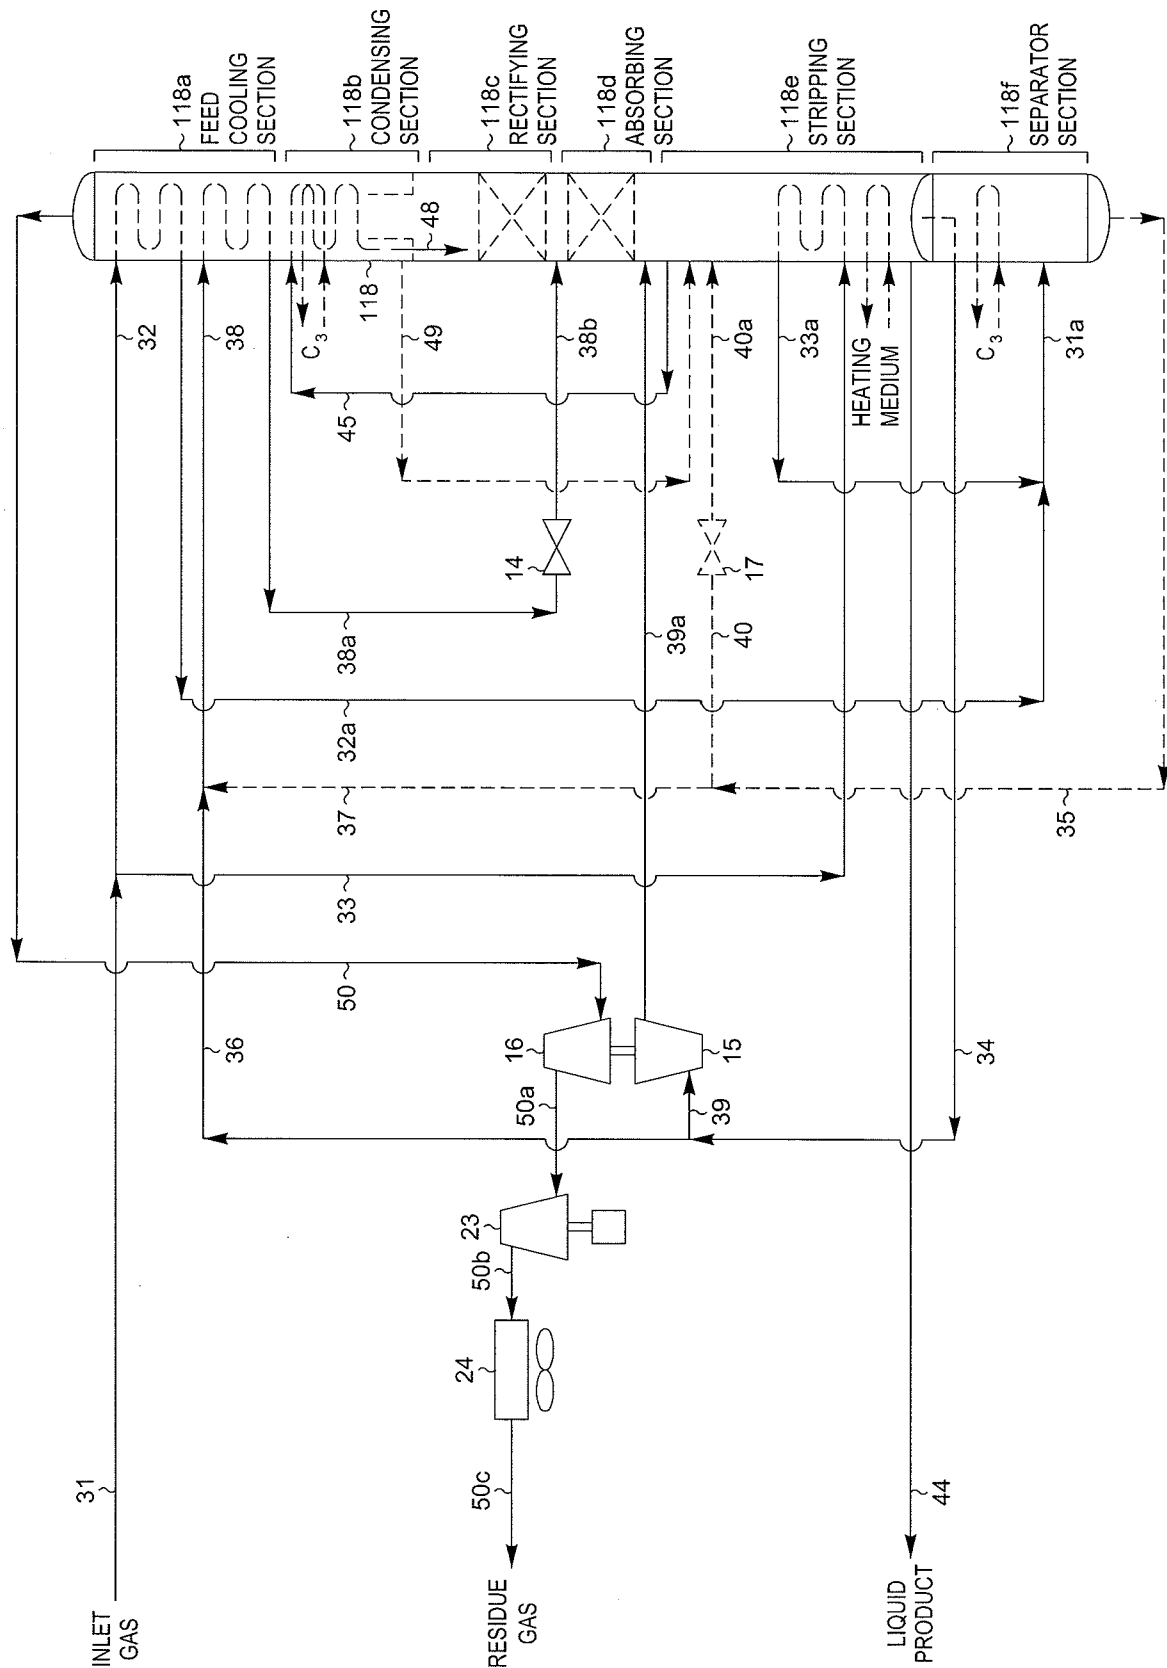 118a
FEED
COOLING
SECTION
118b
CONDENSING
SECTION
118c
RECTIFYING
SECTION
118d
ABSORBING
SECTION
118e
STRIPPING
SECTION
118f
SEPARATOR
SECTION
32
38
C3
118
48
49
45
38b
40a
33a
HEATING
MEDIUM
C3
31a
14
17
38a
39a
40
32a
37
35
33
50
36
16
15
34
50a
39
23
50b
24
31
50c
44
INLET
GAS
RESIDUE
GAS
LIQUID
PRODUCT